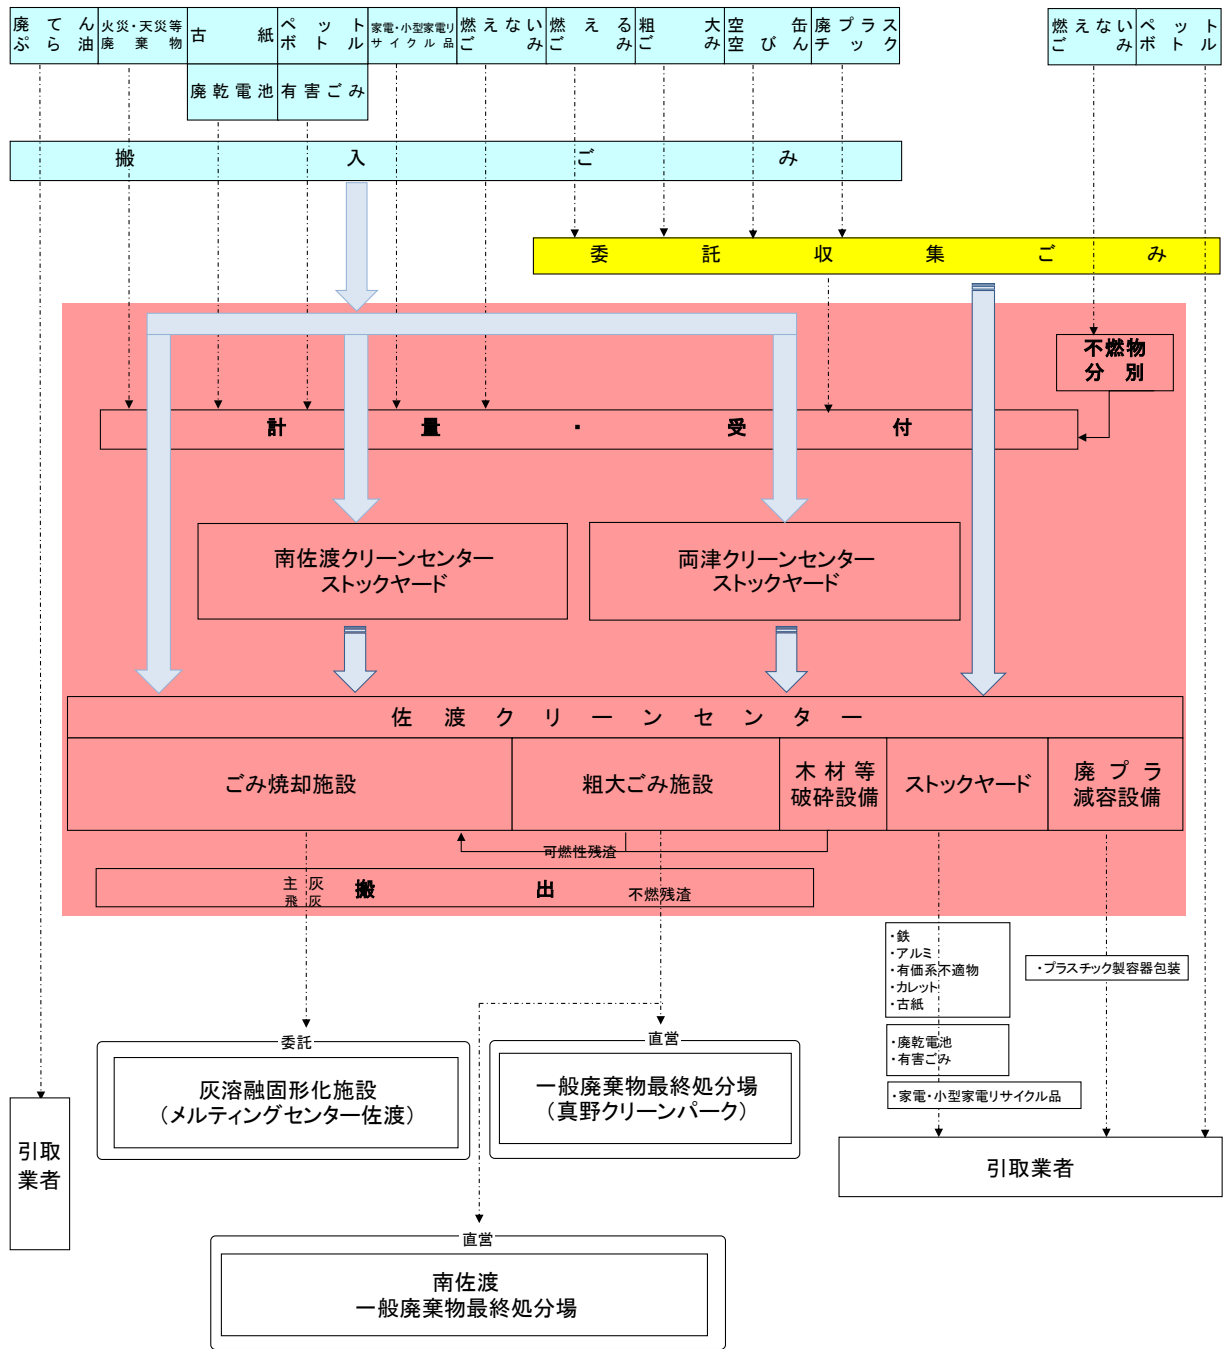 廃てん
ぷら油
火災・天災等
廃棄物
古紙
ペット
ボトル
家電・小型家電リ
サイクル品
燃えない
ごみ
燃える
ごみ
粗大
ごみ
空缶
空びん
廃プラス
チック
燃えない
ごみ
ペット
ボトル
廃乾電池
有害ごみ
搬入ごみ
委託収集ごみ
不燃物
分別
計量・受付
南佐渡クリーンセンター
ストックヤード
両津クリーンセンター
ストックヤード
佐渡クリーンセンター
ごみ焼却施設
粗大ごみ施設
木材等
破砕設備
ストックヤード
廃プラ
減容設備
可燃性残渣
主灰
飛灰
搬出
不燃残渣
・鉄
・アルミ
・有価系不適物
・カレット
・古紙
・プラスチック製容器包装
・廃乾電池
・有害ごみ
・家電・小型家電リサイクル品
委託
灰溶融固形化施設
（メルティングセンター佐渡）
直営
一般廃棄物最終処分場
（真野クリーンパーク）
引取
業者
引取業者
直営
南佐渡
一般廃棄物最終処分場